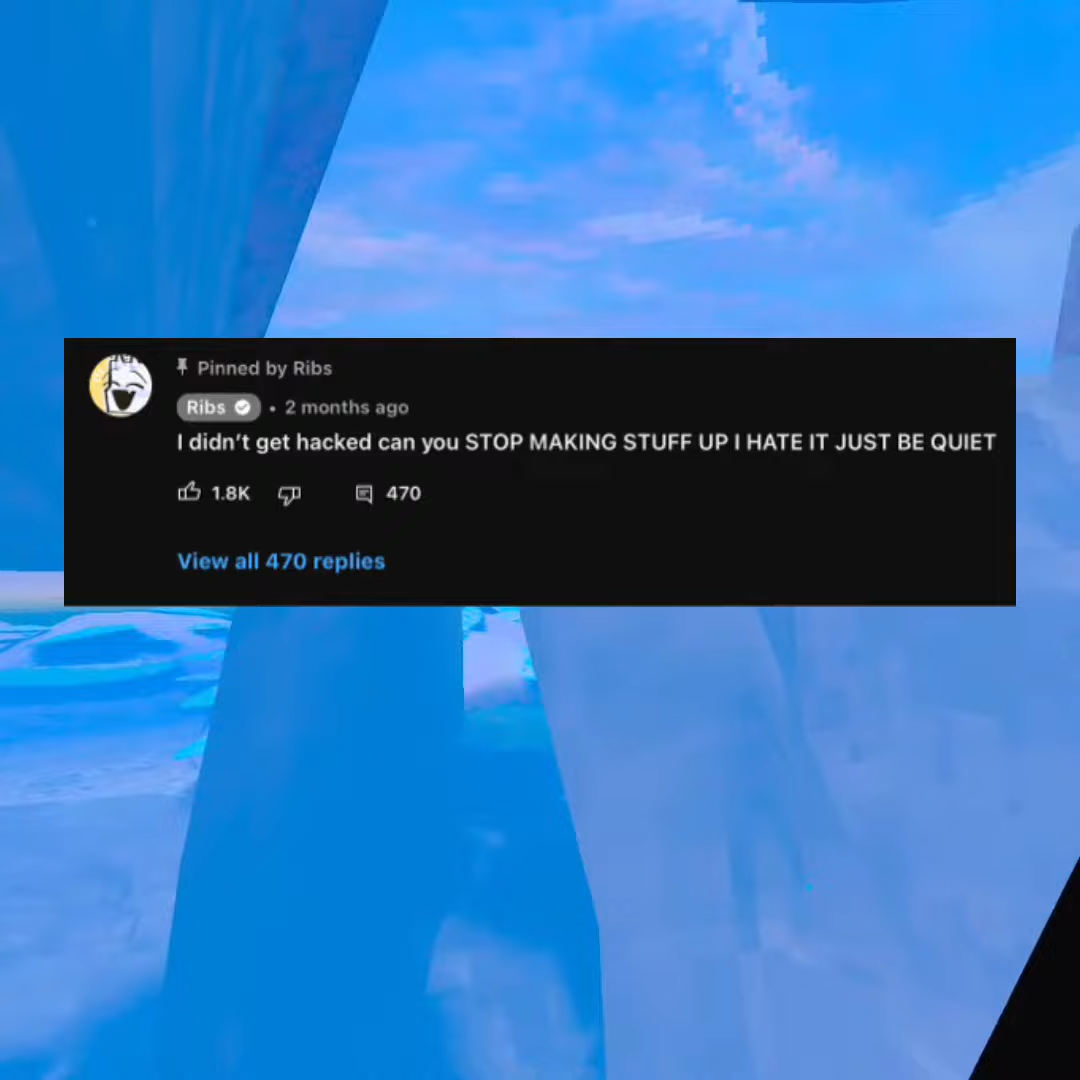 Pinned by Ribs
Ribs • 2 months ago
I didn't get hacked can you STOP MAKING STUFF UP I HATE IT JUST BE QUIET
1.8K 470
View all 470 replies